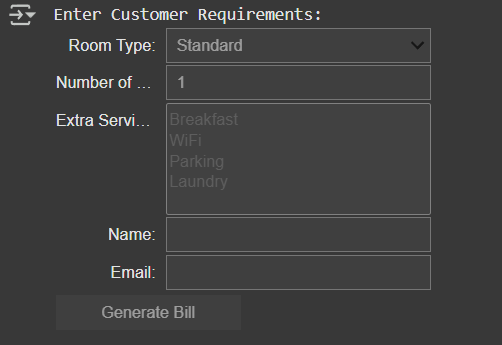 Enter Customer Requirements:
Room Type: Standard
Number of ... 1
Extra Servi... Breakfast
WiFi
Parking
Laundry
Name:
Email:
Generate Bill